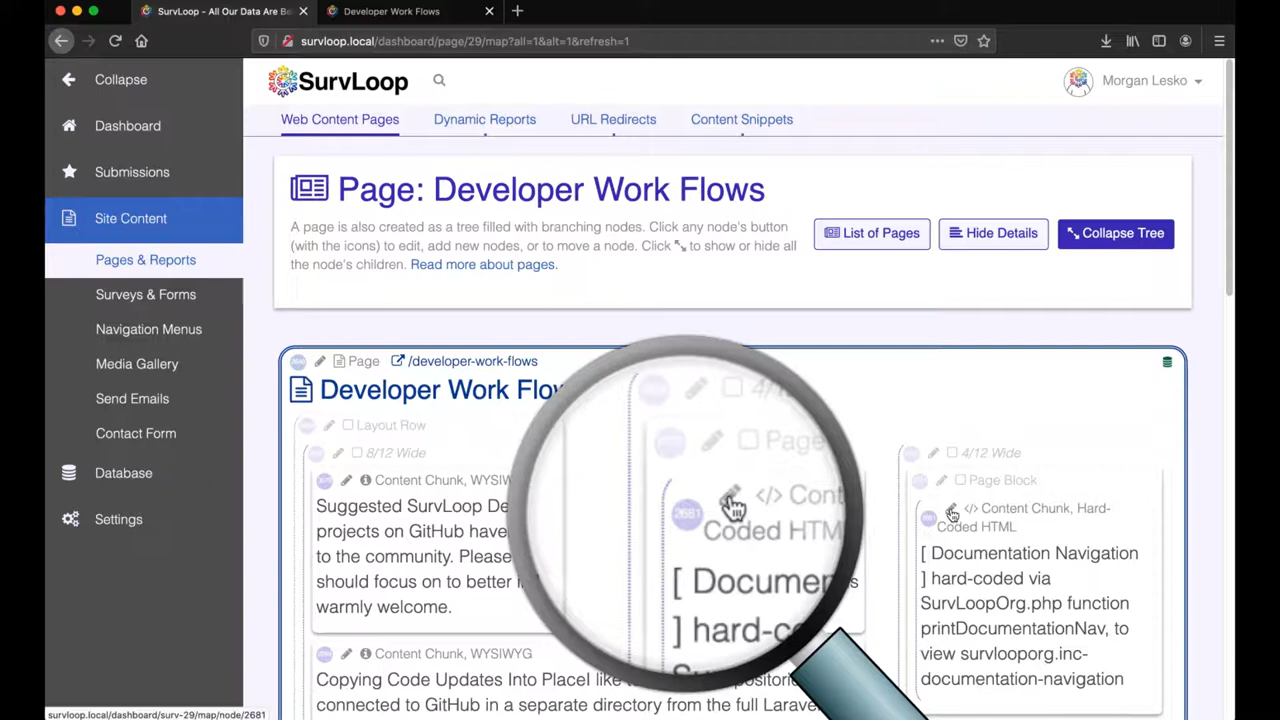 SurvLoop - All Our Data Are Be
Developer Work Flows
survloop.local/dashboard/page/29/map?all=1&alt=1&refresh=1
Collapse
Dashboard
Submissions
Site Content
Pages & Reports
Surveys & Forms
Navigation Menus
Media Gallery
Send Emails
Contact Form
Database
Settings
SurvLoop
Morgan Lesko
Web Content Pages
Dynamic Reports
URL Redirects
Content Snippets
Page: Developer Work Flows
A page is also created as a tree filled with branching nodes. Click any node's button
(with the icons) to edit, add new nodes, or to move a node. Click to show or hide all
the node's children. Read more about pages.
List of Pages
Hide Details
Collapse Tree
Page /developer-work-flows
Developer Work Flo
Layout Row
8/12 Wide
Content Chunk, WYSIW
Suggested SurvLoop De
projects on GitHub have
to the community. Please
should focus on to better i
warmly welcome.
Content Chunk, WYSIWYG
Copying Code Updates Into Place
connected to GitHub in a separate directory from the full Larave
4/1
Page
2681
</> Cont
Coded HTM
[ Documen
] hard-c
4/12 Wide
Page Block
</> Content Chunk, Hard-
Coded HTML
[ Documentation Navigation
] hard-coded via
SurvLoopOrg.php function
printDocumentationNav, to
view survlooporg.inc-
documentation-navigation
survloop.local/dashboard/surv-29/map/node/2681